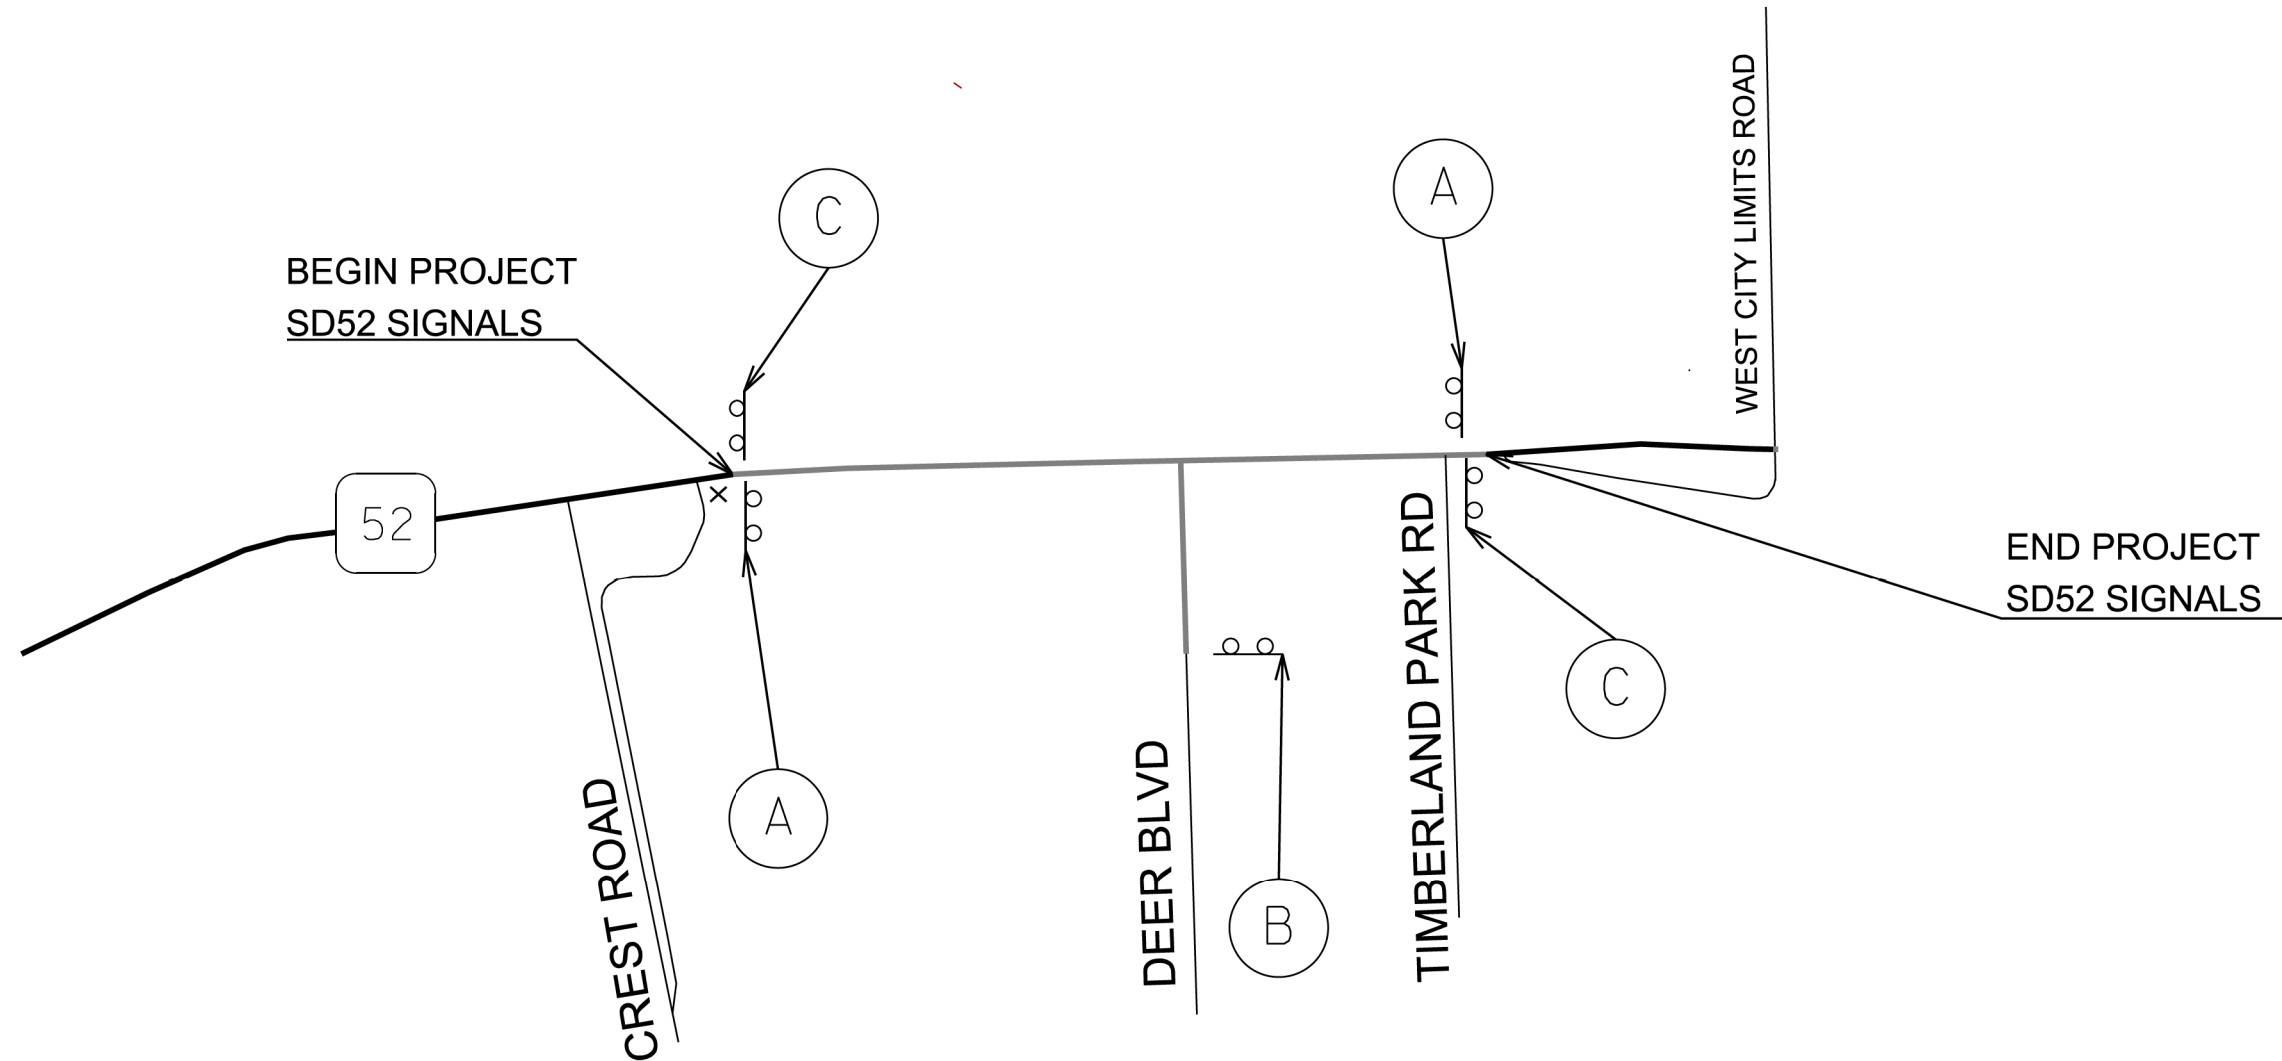 WEST CITY LIMITS ROAD
A
C
BEGIN PROJECT
SD52 SIGNALS
52
END PROJECT
SD52 SIGNALS
TIMBERLAND PARK RD
C
A
DEER BLVD
CREST ROAD
B